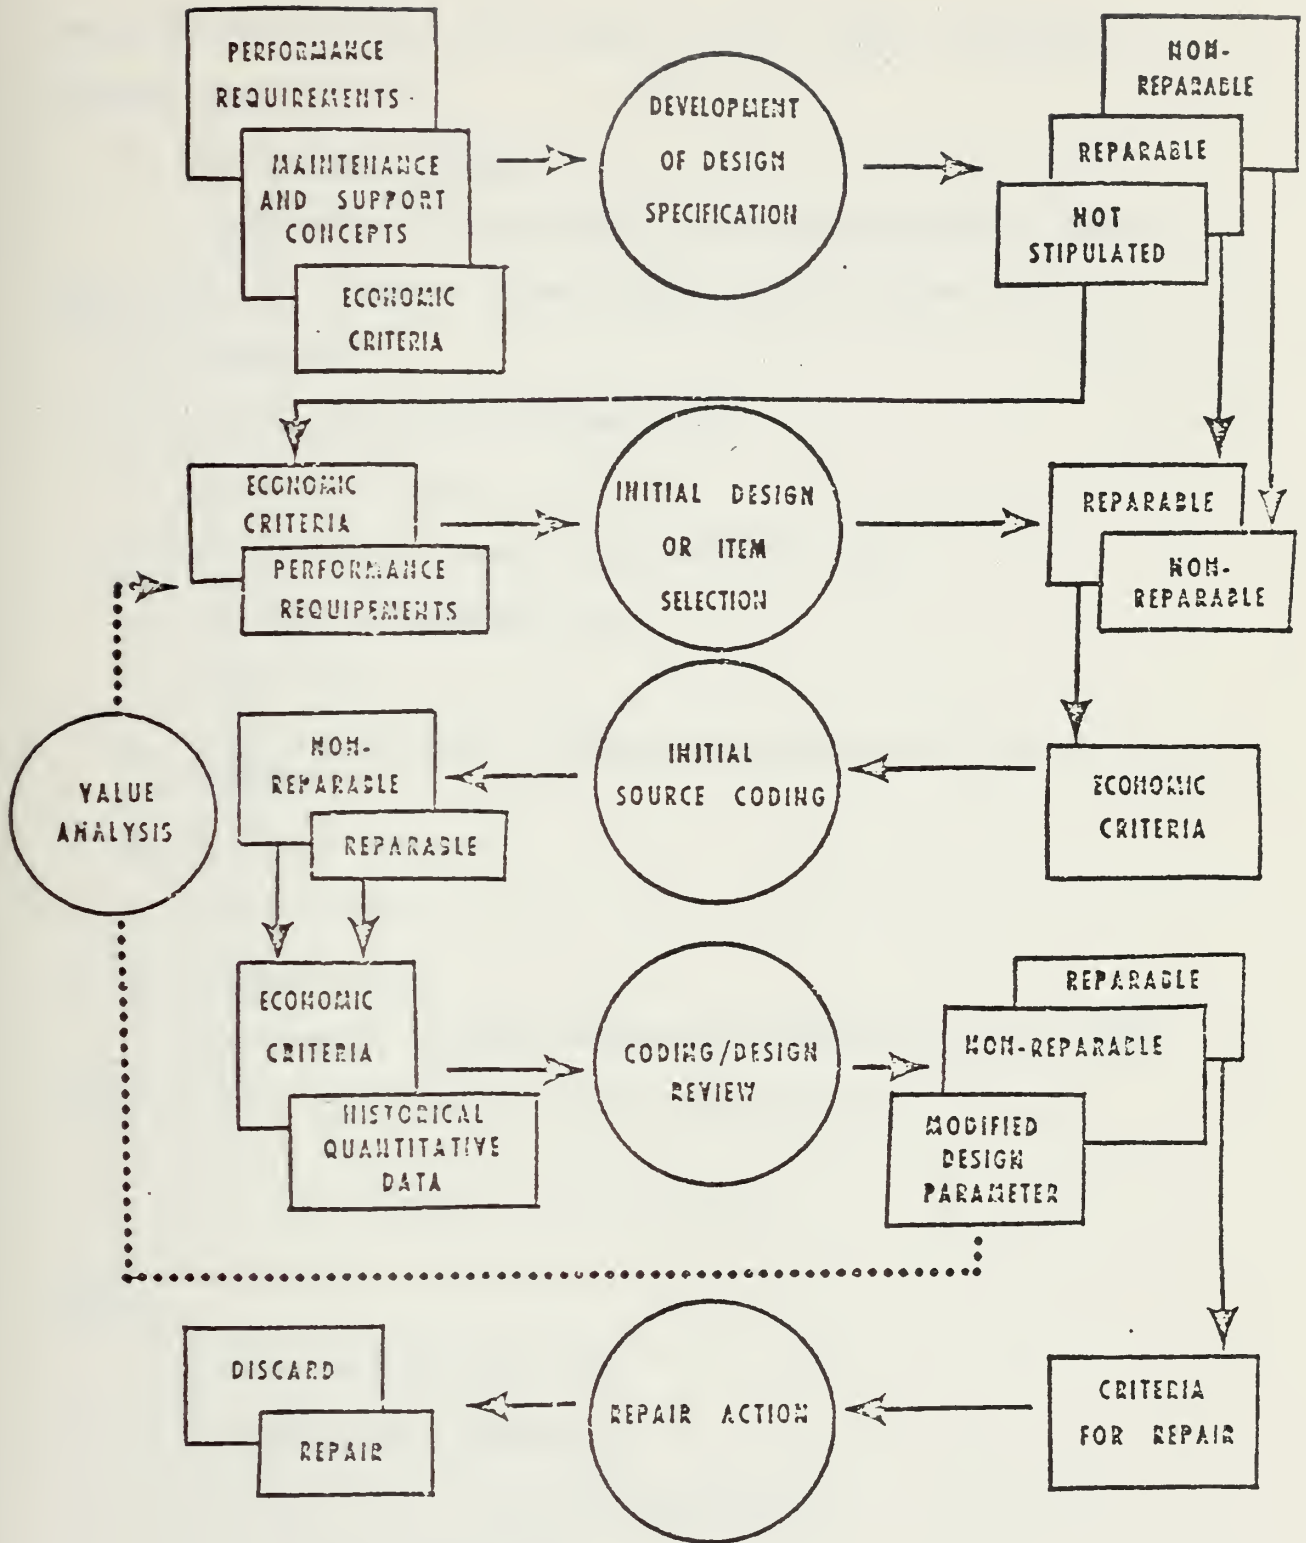 PERFORMANCE
REQUIREMENTS
MAINTENANCE
AND SUPPORT
CONCEPTS
ECONOMIC
CRITERIA
DEVELOPMENT
OF DESIGN
SPECIFICATION
NON-
REPARABLE
REPARABLE
NOT
STIPULATED
ECONOMIC
CRITERIA
PERFORMANCE
REQUIREMENTS
INITIAL DESIGN
OR ITEM
SELECTION
REPARABLE
NON-
REPARABLE
VALUE
ANALYSIS
NON-
REPARABLE
REPARABLE
INITIAL
SOURCE CODING
ECONOMIC
CRITERIA
ECONOMIC
CRITERIA
HISTORICAL
QUANTITATIVE
DATA
CODING/DESIGN
REVIEW
REPARABLE
NON-REPARABLE
MODIFIED
DESIGN
PARAMETER
DISCARD
REPAIR
REPAIR ACTION
CRITERIA
FOR REPAIR